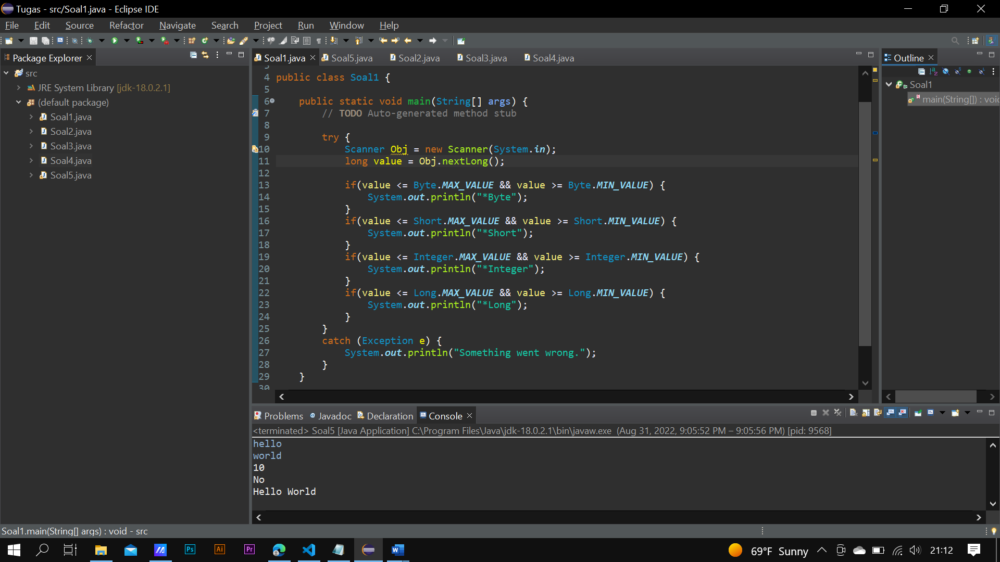 Tugas - src/Soal1.java - Eclipse IDE
File Edit Source Refactor Navigate Search Project Run Window Help
Package Explorer
src
JRE System Library [jdk-18.0.2.1]
(default package)
Soal1.java
Soal2.java
Soal3.java
Soal4.java
Soal5.java
Soal1.java Soal5.java Soal2.java Soal3.java Soal4.java
4 public class Soal1 {
5
6 public static void main(String[] args) {
7 // TODO Auto-generated method stub
8
9 try {
10 Scanner Obj = new Scanner(System.in);
11 long value = Obj.nextLong();
12
13 if(value <= Byte.MAX_VALUE && value >= Byte.MIN_VALUE) {
14 System.out.println("*Byte");
15 }
16 if(value <= Short.MAX_VALUE && value >= Short.MIN_VALUE) {
17 System.out.println("*Short");
18 }
19 if(value <= Integer.MAX_VALUE && value >= Integer.MIN_VALUE) {
20 System.out.println("*Integer");
21 }
22 if(value <= Long.MAX_VALUE && value >= Long.MIN_VALUE) {
23 System.out.println("*Long");
24 }
25 }
26 catch (Exception e) {
27 System.out.println("Something went wrong.");
28 }
29 }
30
Outline
Soal1
main(String[]) : voi
Problems Javadoc Declaration Console
<terminated> Soal5 [Java Application] C:\Program Files\Java\jdk-18.0.2.1\bin\javaw.exe (Aug 31, 2022, 9:05:52 PM – 9:05:56 PM) [pid: 9568]
hello
world
10
No
Hello World
Soal1.main(String[] args) : void - src
Ps Ai Pr 69°F Sunny 21:12